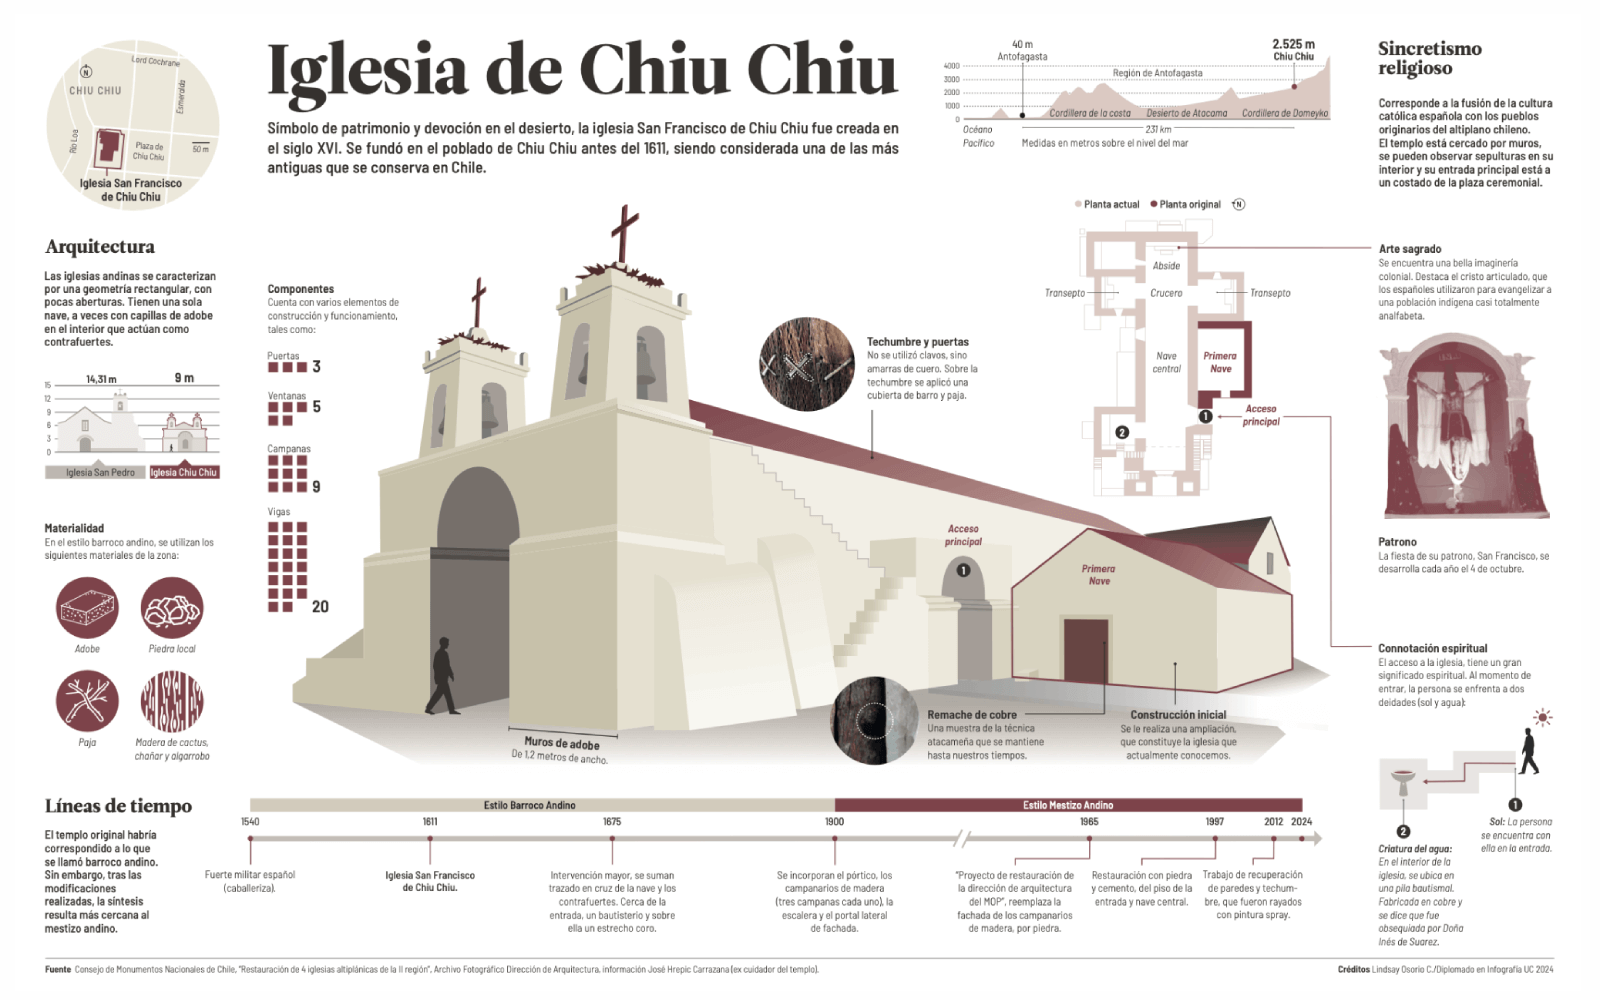 Iglesia de Chiu Chiu
Símbolo de patrimonio y devoción en el desierto, la iglesia San Francisco de Chiu Chiu fue creada en
el siglo XVI. Se fundó en el poblado de Chiu Chiu antes del 1611, siendo considerada una de las más
antiguas que se conserva en Chile.
Lord Cochrane
N
CHIU CHIU
Esmeralda
Río Loa
Plaza de
Chiu Chiu
50 m
Iglesia San Francisco
de Chiu Chiu
Arquitectura
Las iglesias andinas se caracterizan
por una geometría rectangular, con
pocas aberturas. Tienen una sola
nave, a veces con capillas de adobe
en el interior que actúan como
contrafuertes.
14,31 m
9 m
15
12
9
6
3
0
Iglesia San Pedro
Iglesia Chiu Chiu
Materialidad
En el estilo barroco andino, se utilizan los
siguientes materiales de la zona:
Adobe
Piedra local
Paja
Madera de cactus,
chañar y algarrobo
Componentes
Cuenta con varios elementos de
construcción y funcionamiento,
tales como:
Puertas
3
Ventanas
5
Campanas
9
Vigas
20
Techumbre y puertas
No se utilizó clavos, sino
amarras de cuero. Sobre la
techumbre se aplicó una
cubierta de barro y paja.
Acceso
principal
1
Primera
Nave
Muros de adobe
De 1,2 metros de ancho.
Remache de cobre
Una muestra de la técnica
atacameña que se mantiene
hasta nuestros tiempos.
Construcción inicial
Se le realiza una ampliación,
que constituye la iglesia que
actualmente conocemos.
40 m
Antofagasta
2.525 m
Chiu Chiu
4000
3000
2000
1000
0
Región de Antofagasta
Cordillera de la costa
Desierto de Atacama
Cordillera de Domeyko
Océano
Pacífico
231 km
Medidas en metros sobre el nivel del mar
Planta actual
Planta original
N
Abside
Transepto
Crucero
Transepto
Nave
central
Primera
Nave
1
Acceso
principal
2
Sincretismo
religioso
Corresponde a la fusión de la cultura
católica española con los pueblos
originarios del altiplano chileno.
El templo está cercado por muros,
se pueden observar sepulturas en su
interior y su entrada principal está a
un costado de la plaza ceremonial.
Arte sagrado
Se encuentra una bella imaginería
colonial. Destaca el cristo articulado, que
los españoles utilizaron para evangelizar a
una población indígena casi totalmente
analfabeta.
Patrono
La fiesta de su patrono, San Francisco, se
desarrolla cada año el 4 de octubre.
Connotación espiritual
El acceso a la iglesia, tiene un gran
significado espiritual. Al momento de
entrar, la persona se enfrenta a dos
deidades (sol y agua):
1
Sol: La persona
se encuentra con
ella en la entrada.
2
Criatura del agua:
En el interior de la
iglesia, se ubica en
una pila bautismal.
Fabricada en cobre y
se dice que fue
obsequiada por Doña
Inés de Suarez.
Líneas de tiempo
El templo original habría
correspondido a lo que
se llamó barroco andino.
Sin embargo, tras las
modificaciones
realizadas, la síntesis
resulta más cercana al
mestizo andino.
Estilo Barroco Andino
Estilo Mestizo Andino
1540
1611
1675
1900
1965
1997
2012
2024
Fuerte militar español
(caballeriza).
Iglesia San Francisco
de Chiu Chiu.
Intervención mayor, se suman
trazado en cruz de la nave y los
contrafuertes. Cerca de la
entrada, un bautisterio y sobre
ella un estrecho coro.
Se incorporan el pórtico, los
campanarios de madera
(tres campanas cada uno), la
escalera y el portal lateral
de fachada.
"Proyecto de restauración de
la dirección de arquitectura
del MOP", reemplaza la
fachada de los campanarios
de madera, por piedra.
Restauración con piedra
y cemento, del piso de la
entrada y nave central.
Trabajo de recuperación
de paredes y techum-
bre, que fueron rayados
con pintura spray.
Fuente Consejo de Monumentos Nacionales de Chile, "Restauración de 4 iglesias altiplánicas de la II región", Archivo Fotográfico Dirección de Arquitectura, información José Hrepic Carrazana (ex cuidador del templo).
Créditos Lindsay Osorio C./Diplomado en Infografía UC 2024